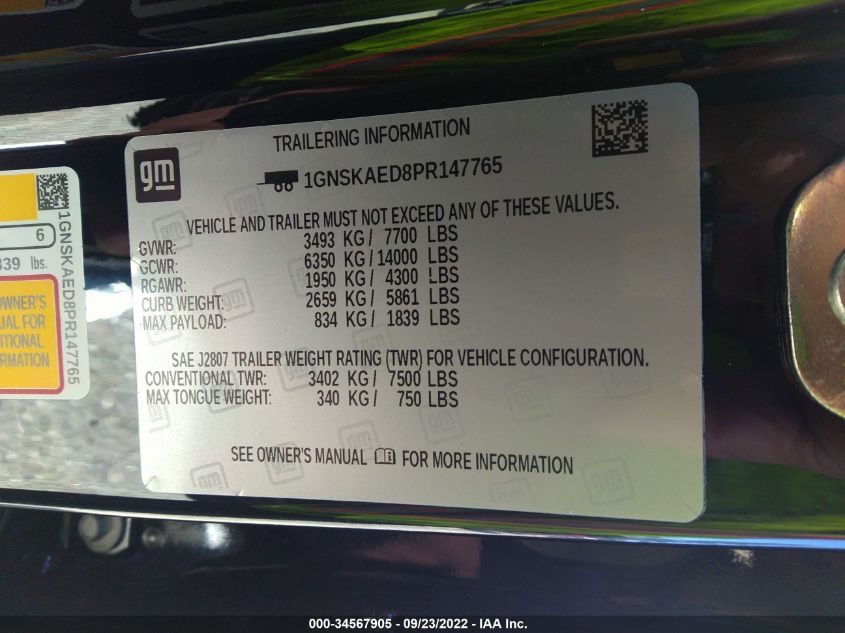 TRAILERING INFORMATION
gm
1GNSKAED8PR147765
VEHICLE AND TRAILER MUST NOT EXCEED ANY OF THESE VALUES.
GVWR: 3493 KG / 7700 LBS
GCWR: 6350 KG / 14000 LBS
RGAWR: 1950 KG / 4300 LBS
CURB WEIGHT: 2659 KG / 5861 LBS
MAX PAYLOAD: 834 KG / 1839 LBS
SAE J2807 TRAILER WEIGHT RATING (TWR) FOR VEHICLE CONFIGURATION.
CONVENTIONAL TWR: 3402 KG / 7500 LBS
MAX TONGUE WEIGHT: 340 KG / 750 LBS
SEE OWNER'S MANUAL FOR MORE INFORMATION
6
839 lbs.
OWNER'S
UAL FOR
ITIONAL
RMATION
1GNSKAED8PR147765
000-34567905 - 09/23/2022 - IAA Inc.